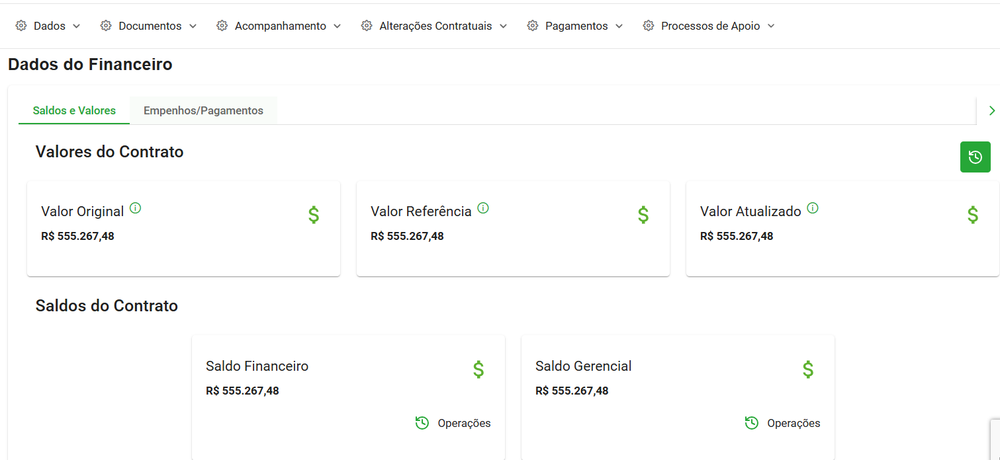 Dados Documentos Acompanhamento Alterações Contratuais Pagamentos Processos de Apoio
Dados do Financeiro
Saldos e Valores Empenhos/Pagamentos
Valores do Contrato
Valor Original Valor Referência Valor Atualizado
R$ 555.267,48 R$ 555.267,48 R$ 555.267,48
Saldos do Contrato
Saldo Financeiro Saldo Gerencial
R$ 555.267,48 R$ 555.267,48
Operações Operações